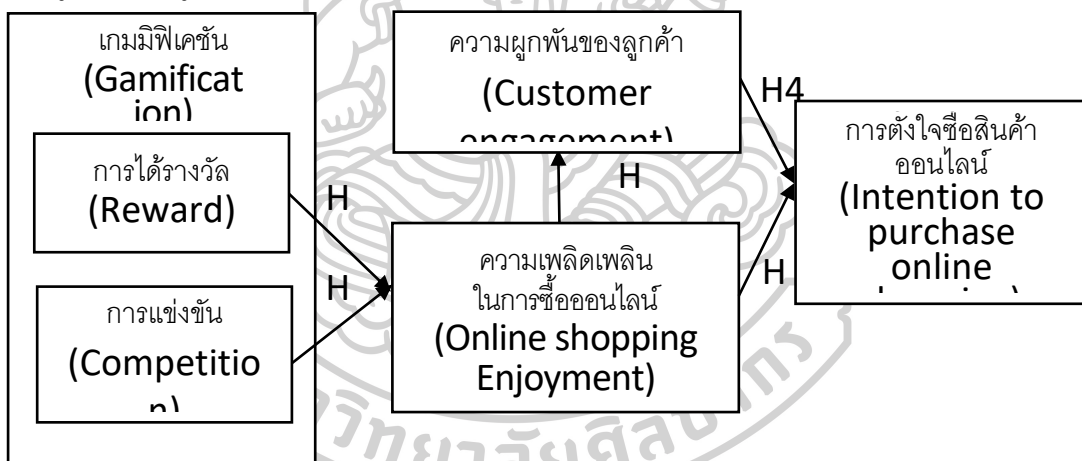 เกมมิฟิเคชัน
(Gamificat
ion)
การได้รางวัล
(Reward)
การแข่งขัน
(Competitio
n)
H
H
ความผูกพันของลูกค้า
(Customer
engagement)
H
ความเพลิดเพลิน
ในการซื้อออนไลน์
(Online shopping
Enjoyment)
H4
H
การตั้งใจซื้อสินค้า
ออนไลน์
(Intention to
purchase
online